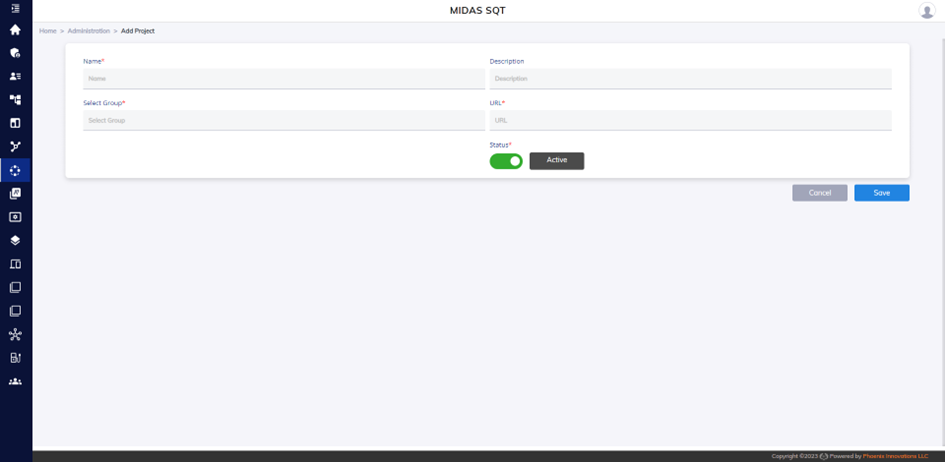 MIDAS SQT
Home > Administration > Add Project
Name*
Description
Name
Description
Select Group*
URL*
Select Group
URL
Status*
Active
Cancel
Save
Copyright ©2023 Powered by Phoenix Innovations LLC